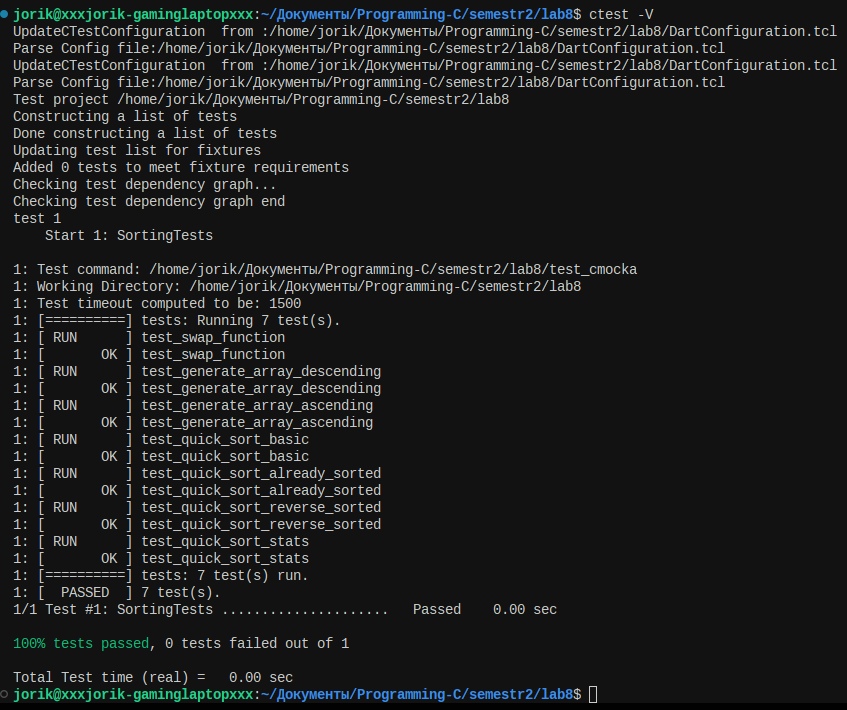 jorik@xxxjorik-gaminglaptopxxx:~/Документы/Programming-C/semestr2/lab8$ ctest -V
UpdateCTestConfiguration  from :/home/jorik/Документы/Programming-C/semestr2/lab8/DartConfiguration.tcl
Parse Config file:/home/jorik/Документы/Programming-C/semestr2/lab8/DartConfiguration.tcl
UpdateCTestConfiguration  from :/home/jorik/Документы/Programming-C/semestr2/lab8/DartConfiguration.tcl
Parse Config file:/home/jorik/Документы/Programming-C/semestr2/lab8/DartConfiguration.tcl
Test project /home/jorik/Документы/Programming-C/semestr2/lab8
Constructing a list of tests
Done constructing a list of tests
Updating test list for fixtures
Added 0 tests to meet fixture requirements
Checking test dependency graph...
Checking test dependency graph end
test 1
    Start 1: SortingTests

1: Test command: /home/jorik/Документы/Programming-C/semestr2/lab8/test_cmocka
1: Working Directory: /home/jorik/Документы/Programming-C/semestr2/lab8
1: Test timeout computed to be: 1500
1: [==========] tests: Running 7 test(s).
1: [ RUN      ] test_swap_function
1: [       OK ] test_swap_function
1: [ RUN      ] test_generate_array_descending
1: [       OK ] test_generate_array_descending
1: [ RUN      ] test_generate_array_ascending
1: [       OK ] test_generate_array_ascending
1: [ RUN      ] test_quick_sort_basic
1: [       OK ] test_quick_sort_basic
1: [ RUN      ] test_quick_sort_already_sorted
1: [       OK ] test_quick_sort_already_sorted
1: [ RUN      ] test_quick_sort_reverse_sorted
1: [       OK ] test_quick_sort_reverse_sorted
1: [ RUN      ] test_quick_sort_stats
1: [       OK ] test_quick_sort_stats
1: [==========] tests: 7 test(s) run.
1: [  PASSED  ] 7 test(s).
1/1 Test #1: SortingTests .....................   Passed    0.00 sec

100% tests passed, 0 tests failed out of 1

Total Test time (real) =   0.00 sec
jorik@xxxjorik-gaminglaptopxxx:~/Документы/Programming-C/semestr2/lab8$